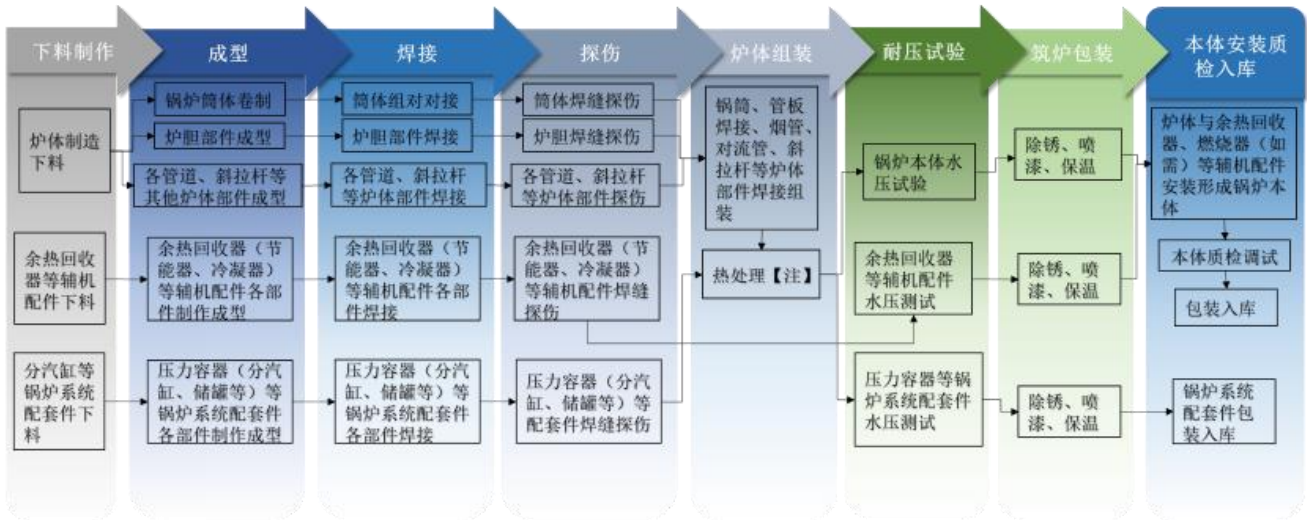 下料制作
成型
焊接
探伤
炉体组装
耐压试验
筑炉包装
本体安装质
检入库
炉体制造
下料
余热回收
器等辅机
配件下料
分汽缸等
锅炉系统
配套件下
料
锅炉筒体卷制
炉胆部件成型
各管道、斜拉杆等
其他炉体部件成型
余热回收器（节
能器、冷凝器）
等辅机配件各部
件制作成型
压力容器（分汽
缸、储罐等）等
锅炉系统配套件
各部件制作成型
筒体组对对接
炉胆部件焊接
各管道、斜拉杆
等炉体部件焊接
余热回收器（节
能器、冷凝器）
等辅机配件各部
件焊接
压力容器（分汽
缸、储罐等）等
锅炉系统配套件
各部件焊接
筒体焊缝探伤
炉胆焊缝探伤
各管道、斜拉杆
等炉体部件探伤
余热回收器（节
能器、冷凝器）
等辅机配件焊缝
探伤
压力容器（分汽
缸、储罐等）等
配套件焊缝探伤
锅筒、管板
焊接、烟管、
对流管、斜
拉杆等炉体
部件焊接组
装
热处理【注】
锅炉本体水
压试验
余热回收器
等辅机配件
水压测试
压力容器等锅
炉系统配套件
水压测试
除锈、喷
漆、保温
除锈、喷
漆、保温
除锈、喷
漆、保温
炉体与余热回收
器、燃烧器（如
需）等辅机配件
安装形成锅炉本
体
本体质检调试
包装入库
锅炉系统
配套件包
装入库